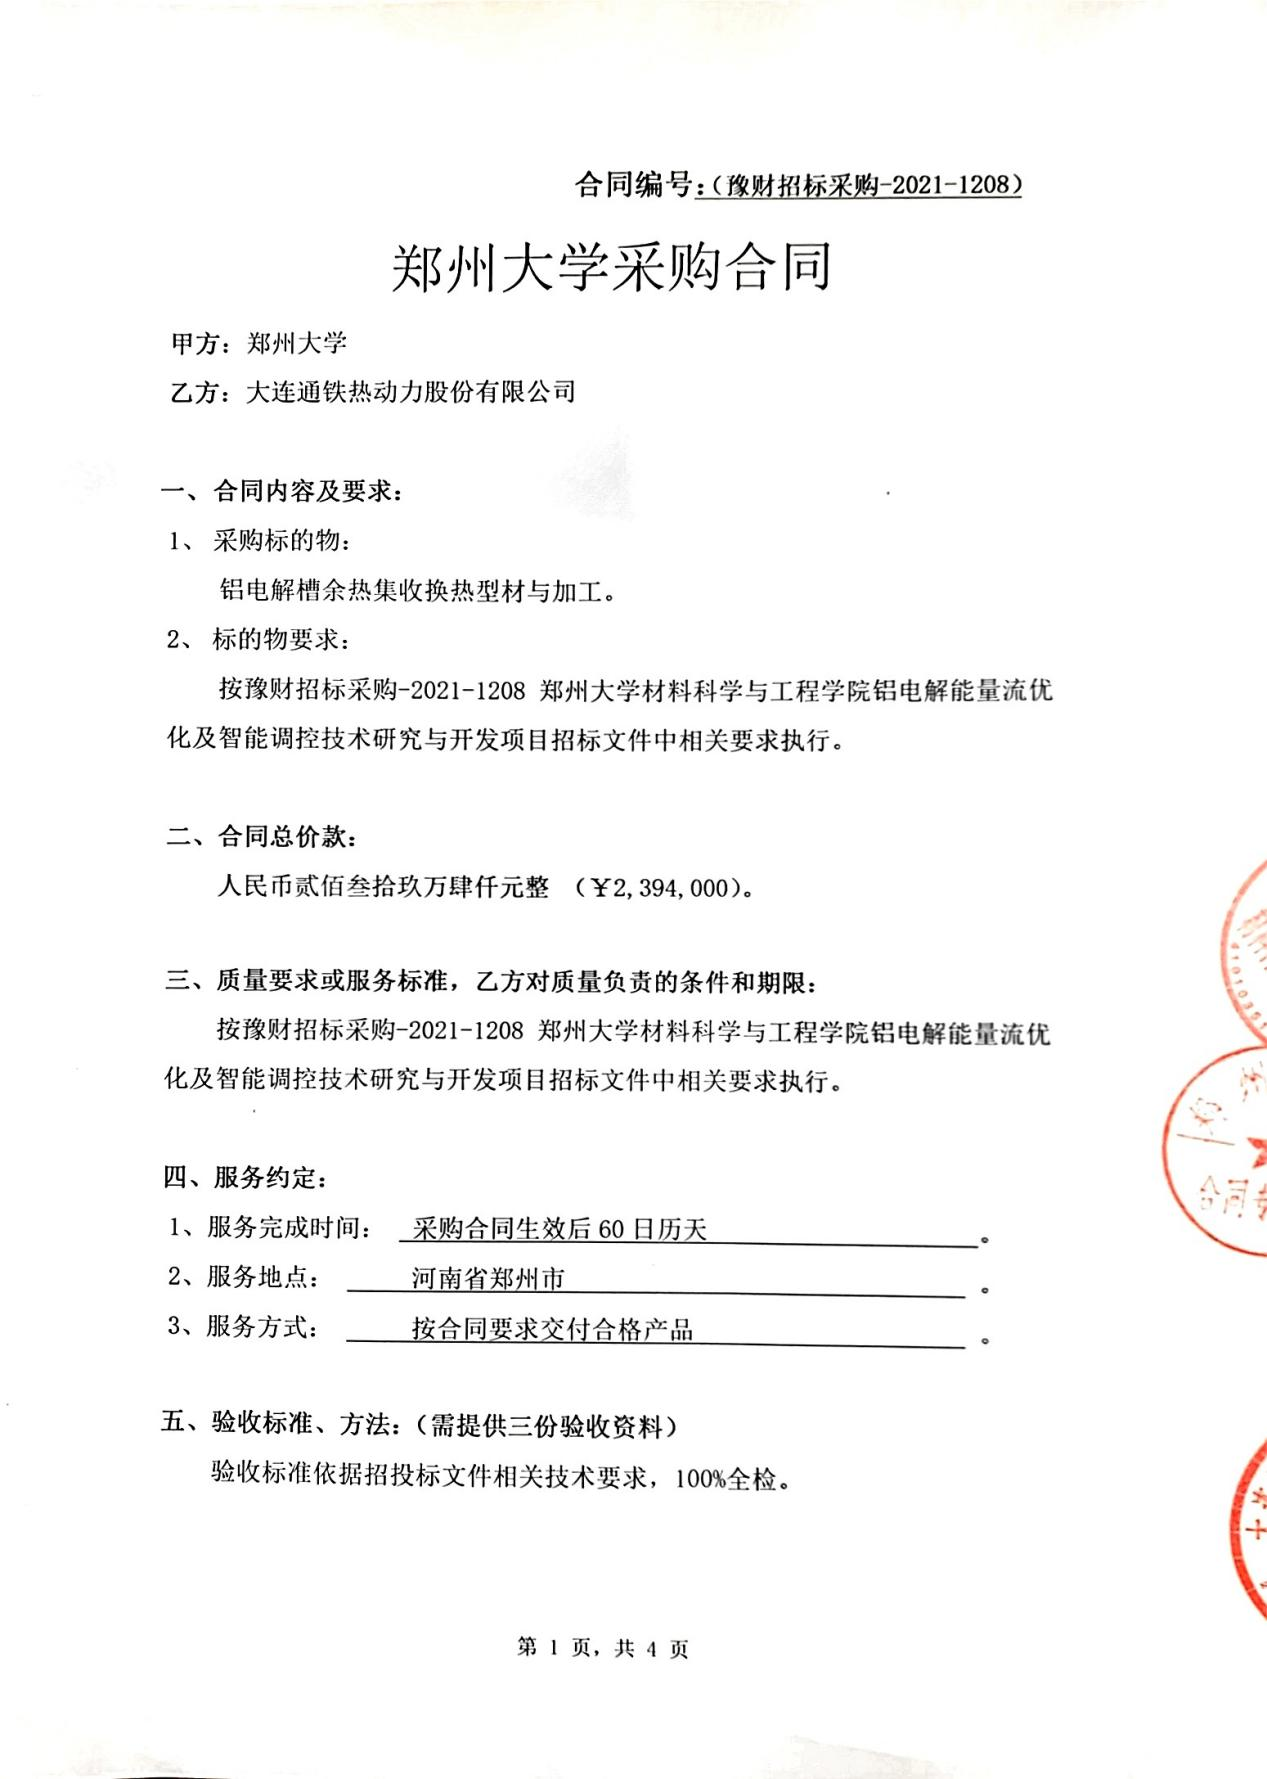 合同编号:(豫财招标采购-2021-1208)
郑州大学采购合同
甲方：郑州大学
乙方：大连通铁热动力股份有限公司
一、合同内容及要求：
1、 采购标的物：
铝电解槽余热集收换热型材与加工。
2、 标的物要求：
按豫财招标采购-2021-1208 郑州大学材料科学与工程学院铝电解能量流优
化及智能调控技术研究与开发项目招标文件中相关要求执行。
二、合同总价款：
人民币贰佰叁拾玖万肆仟元整 （￥2,394,000）。
三、质量要求或服务标准，乙方对质量负责的条件和期限：
按豫财招标采购-2021-1208 郑州大学材料科学与工程学院铝电解能量流优
化及智能调控技术研究与开发项目招标文件中相关要求执行。
四、服务约定：
1、服务完成时间： 采购合同生效后 60 日历天 。
2、服务地点： 河南省郑州市 。
3、服务方式： 按合同要求交付合格产品 。
合同专
五、验收标准、方法：（需提供三份验收资料）
验收标准依据招投标文件相关技术要求，100%全检。
第 1 页，共 4 页